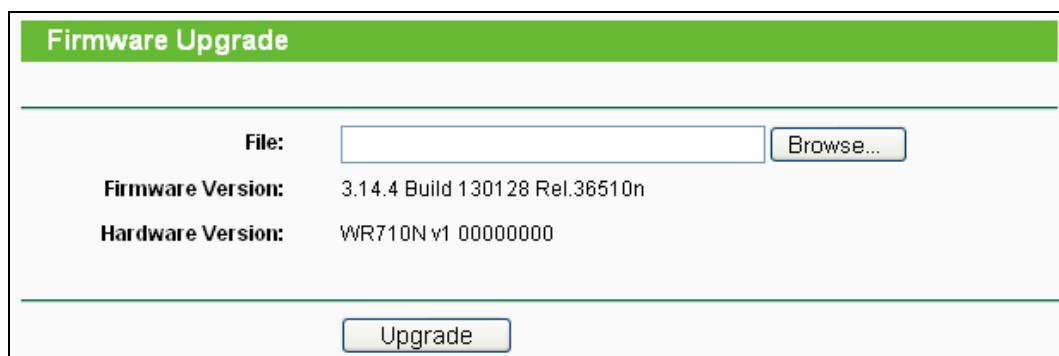 Firmware Upgrade
File: Browse...
Firmware Version: 3.14.4 Build 130128 Rel.36510n
Hardware Version: WR710N v1 00000000
Upgrade